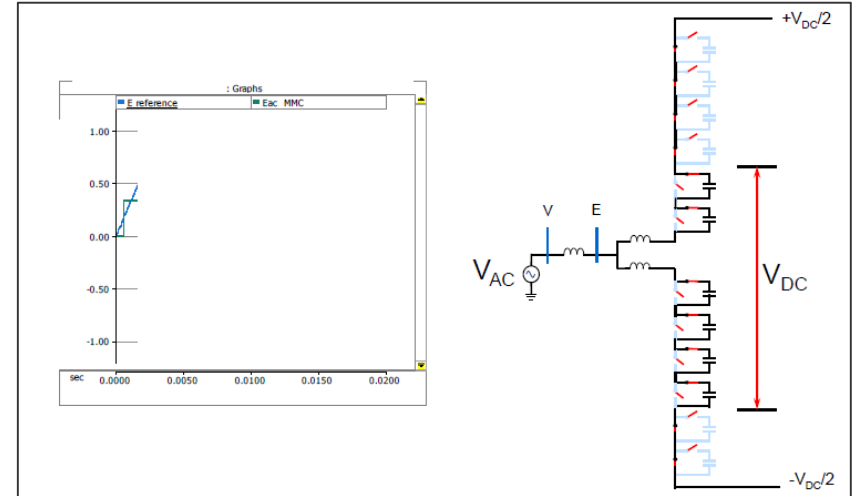 : Graphs
E reference
Eac MMC
1.00
0.50
0.00
-0.50
-1.00
sec
0.0000
0.0050
0.0100
0.0150
0.0200
+VDC/2
V
E
VAC
VDC
-VDC/2